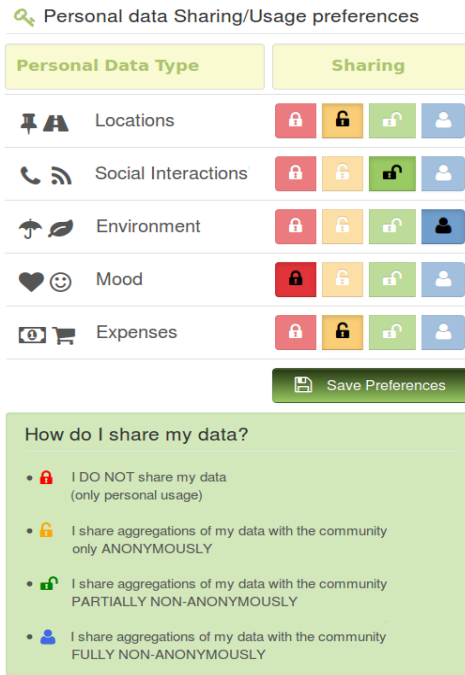 Personal data Sharing/Usage preferences
Personal Data Type Sharing
Locations
Social Interactions
Environment
Mood
Expenses
Save Preferences
How do I share my data?
I DO NOT share my data
(only personal usage)
I share aggregations of my data with the community
only ANONYMOUSLY
I share aggregations of my data with the community
PARTIALLY NON-ANONYMOUSLY
I share aggregations of my data with the community
FULLY NON-ANONYMOUSLY